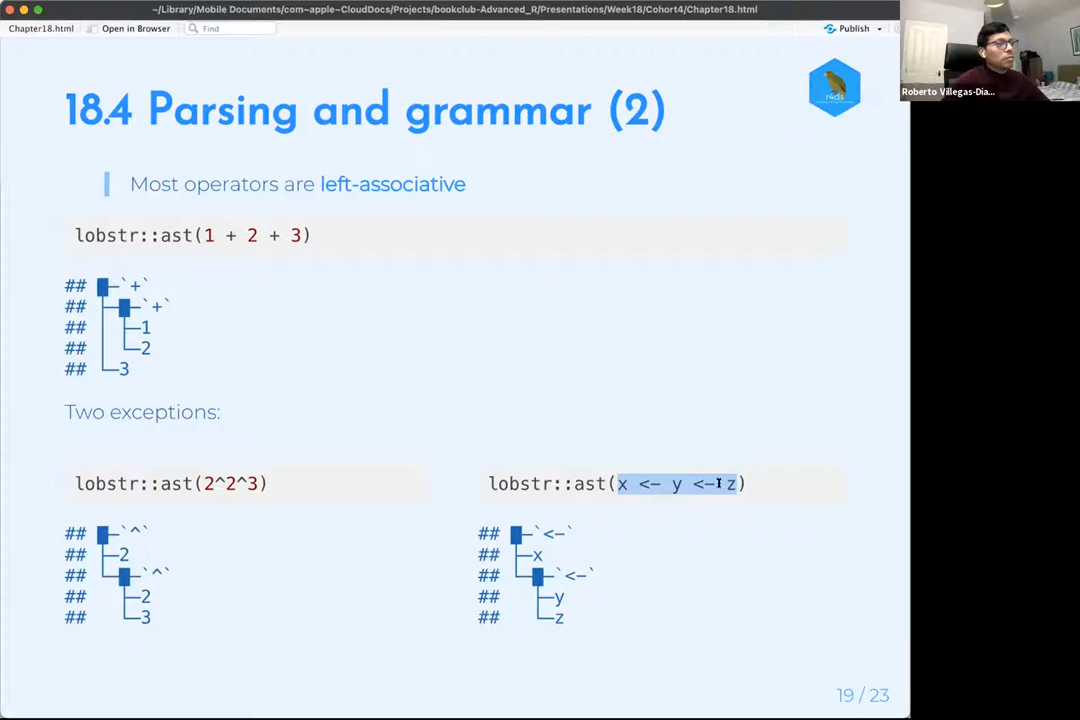 ~/Library/Mobile Documents/com~apple~CloudDocs/Projects/bookclub-Advanced_R/Presentations/Week18/Cohort4/Chapter18.html
Chapter18.html Open in Browser Find Publish
Roberto Villegas-Dia...
18.4 Parsing and grammar (2)
r4ds
Most operators are left-associative
lobstr::ast(1 + 2 + 3)
## █─`+`
## ├─█─`+`
## │ ├─1
## │ └─2
## └─3
Two exceptions:
lobstr::ast(2^2^3)
## █─`^`
## ├─2
## └─█─`^`
##   ├─2
##   └─3
lobstr::ast(x <- y <- z)
## █─`<-`
## ├─x
## └─█─`<-`
##   ├─y
##   └─z
19 / 23